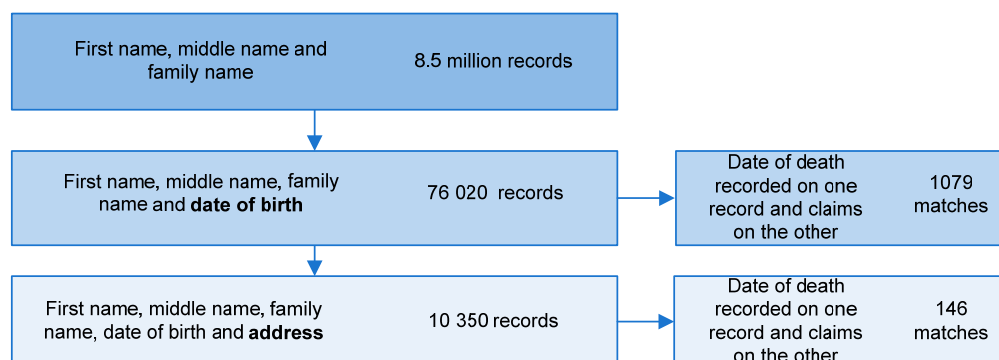 First name, middle name and
family name
8.5 million records
First name, middle name, family
name and date of birth
76 020 records
Date of death
recorded on one
record and claims
on the other
1079
matches
First name, middle name, family
name, date of birth and address
10 350 records
Date of death
recorded on one
record and claims
on the other
146
matches